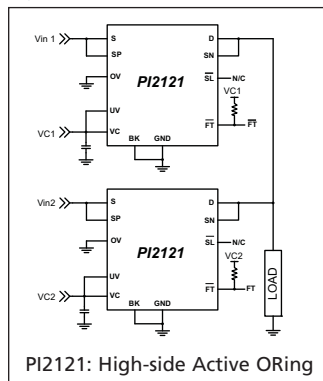 Vin 1
S
D
SP
SN
OV
PI2121
SL
N/C
VC1
UV
VC1
VC
FT
FT
BK
GND
Vin2
S
D
SP
SN
OV
PI2121
SL
N/C
VC2
UV
VC2
VC
FT
FT
BK
GND
LOAD
PI2121: High-side Active ORing